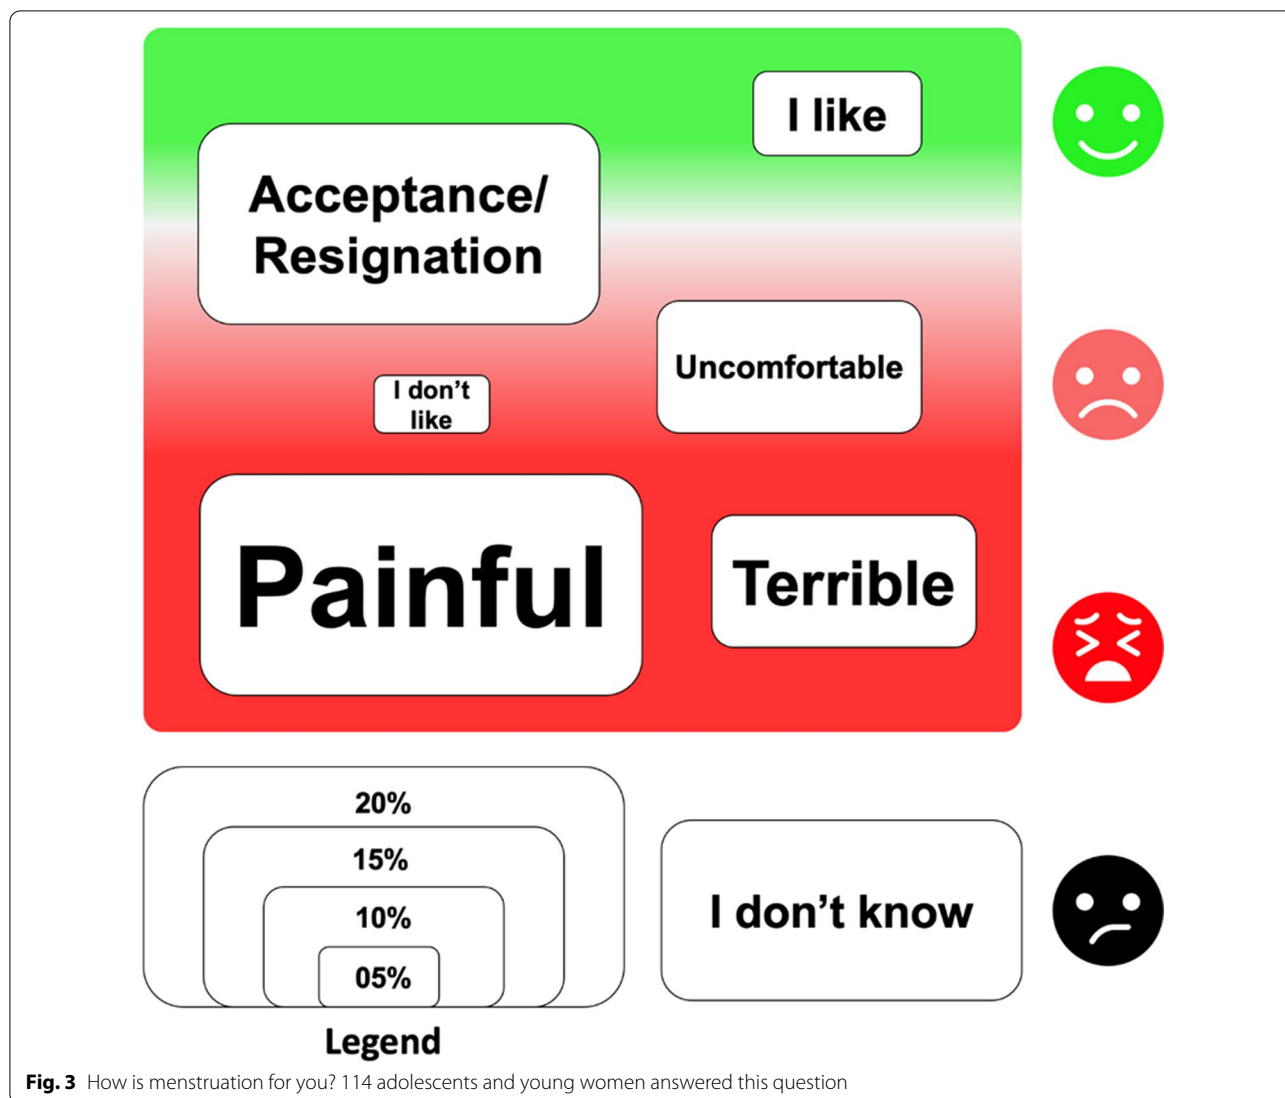 I like
Acceptance/
Resignation
Uncomfortable
I don't
like
Painful
Terrible
20%
15%
10%
05%
Legend
I don't know
Fig. 3 How is menstruation for you? 114 adolescents and young women answered this question